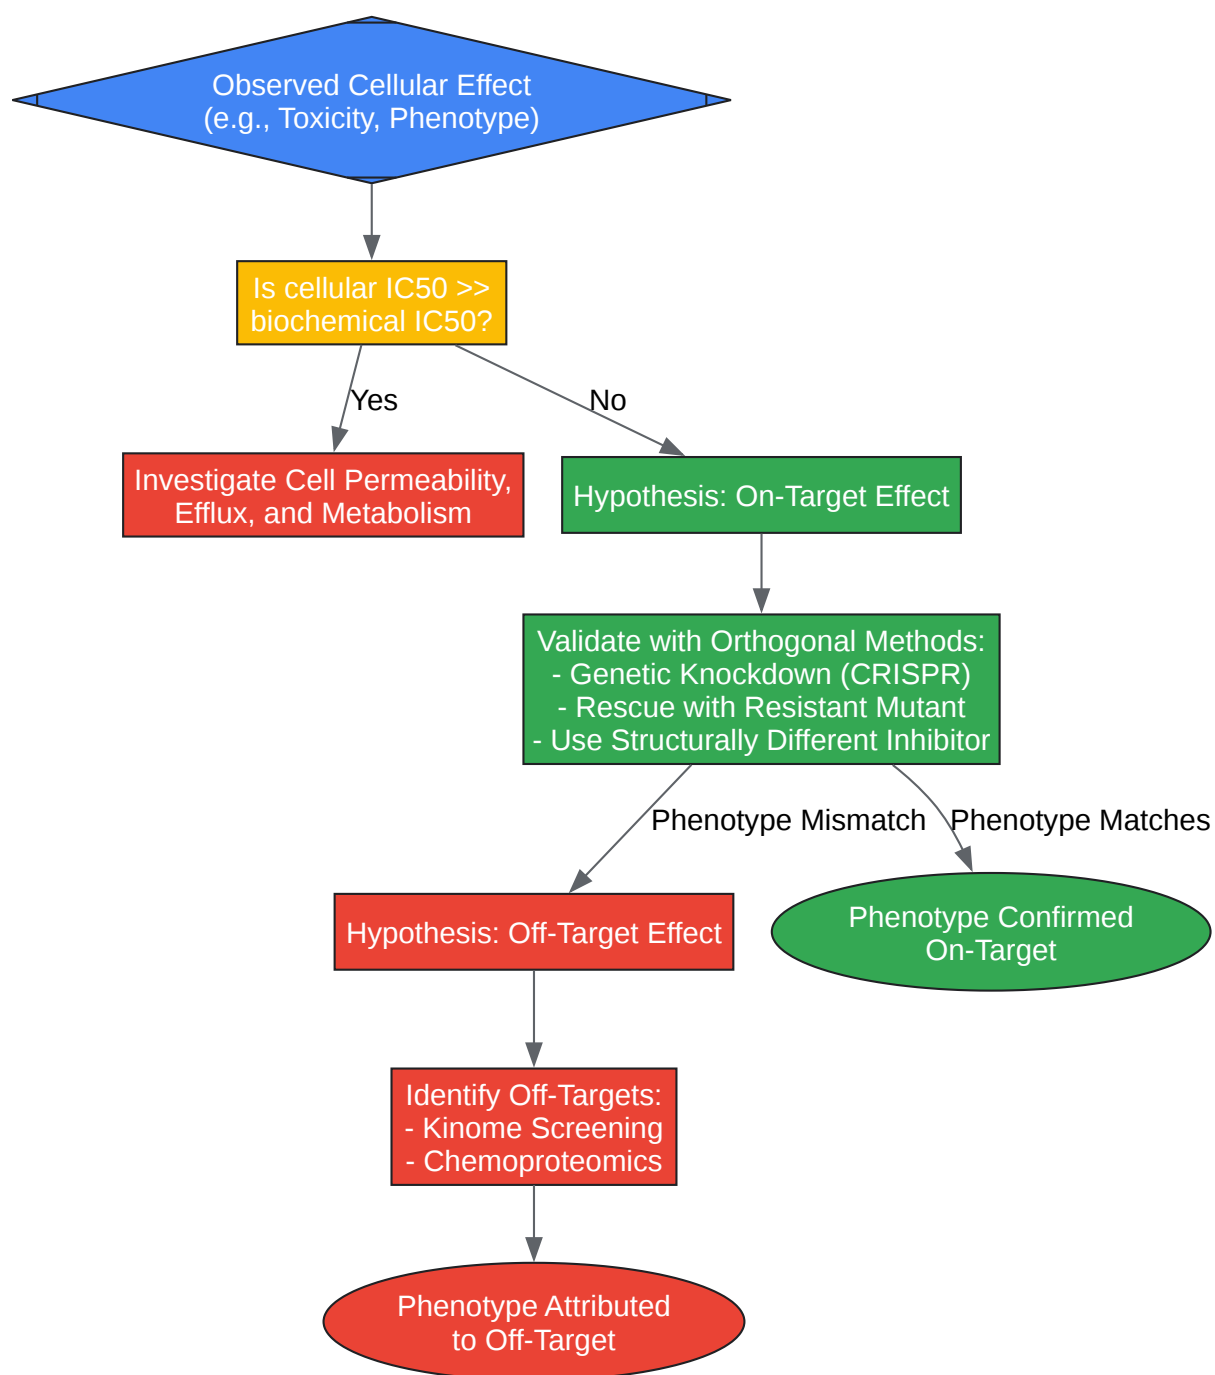 Observed Cellular Effect
(e.g., Toxicity, Phenotype)
Is cellular IC50 >>
biochemical IC50?
Yes
No
Investigate Cell Permeability,
Efflux, and Metabolism
Hypothesis: On-Target Effect
Validate with Orthogonal Methods:
- Genetic Knockdown (CRISPR)
- Rescue with Resistant Mutant
- Use Structurally Different Inhibitor
Phenotype Mismatch
Phenotype Matches
Hypothesis: Off-Target Effect
Phenotype Confirmed
On-Target
Identify Off-Targets:
- Kinome Screening
- Chemoproteomics
Phenotype Attributed
to Off-Target